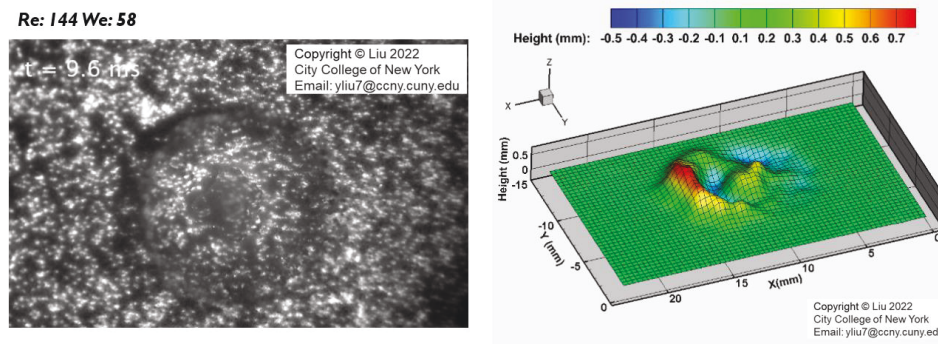 Re: 144 We: 58
t = 9.6 ms
Copyright © Liu 2022
City College of New York
Email: yliu7@ccny.cuny.edu
Height (mm): -0.5 -0.4 -0.3 -0.2 -0.1 0.1 0.2 0.3 0.4 0.5 0.6 0.7
Z
X
Y
Height (mm)
0.5
0
-15
-10
-5
0
Y (mm)
20
15
10
5
0
X(mm)
Copyright © Liu 2022
City College of New York
Email: yliu7@ccny.cuny.ed